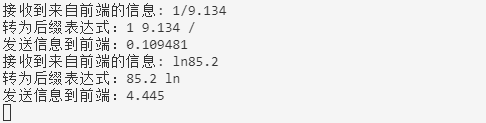 接收到来自前端的信息: 1/9.134
转为后缀表达式：1 9.134 /
发送信息到前端：0.109481
接收到来自前端的信息: ln85.2
转为后缀表达式：85.2 ln
发送信息到前端：4.445